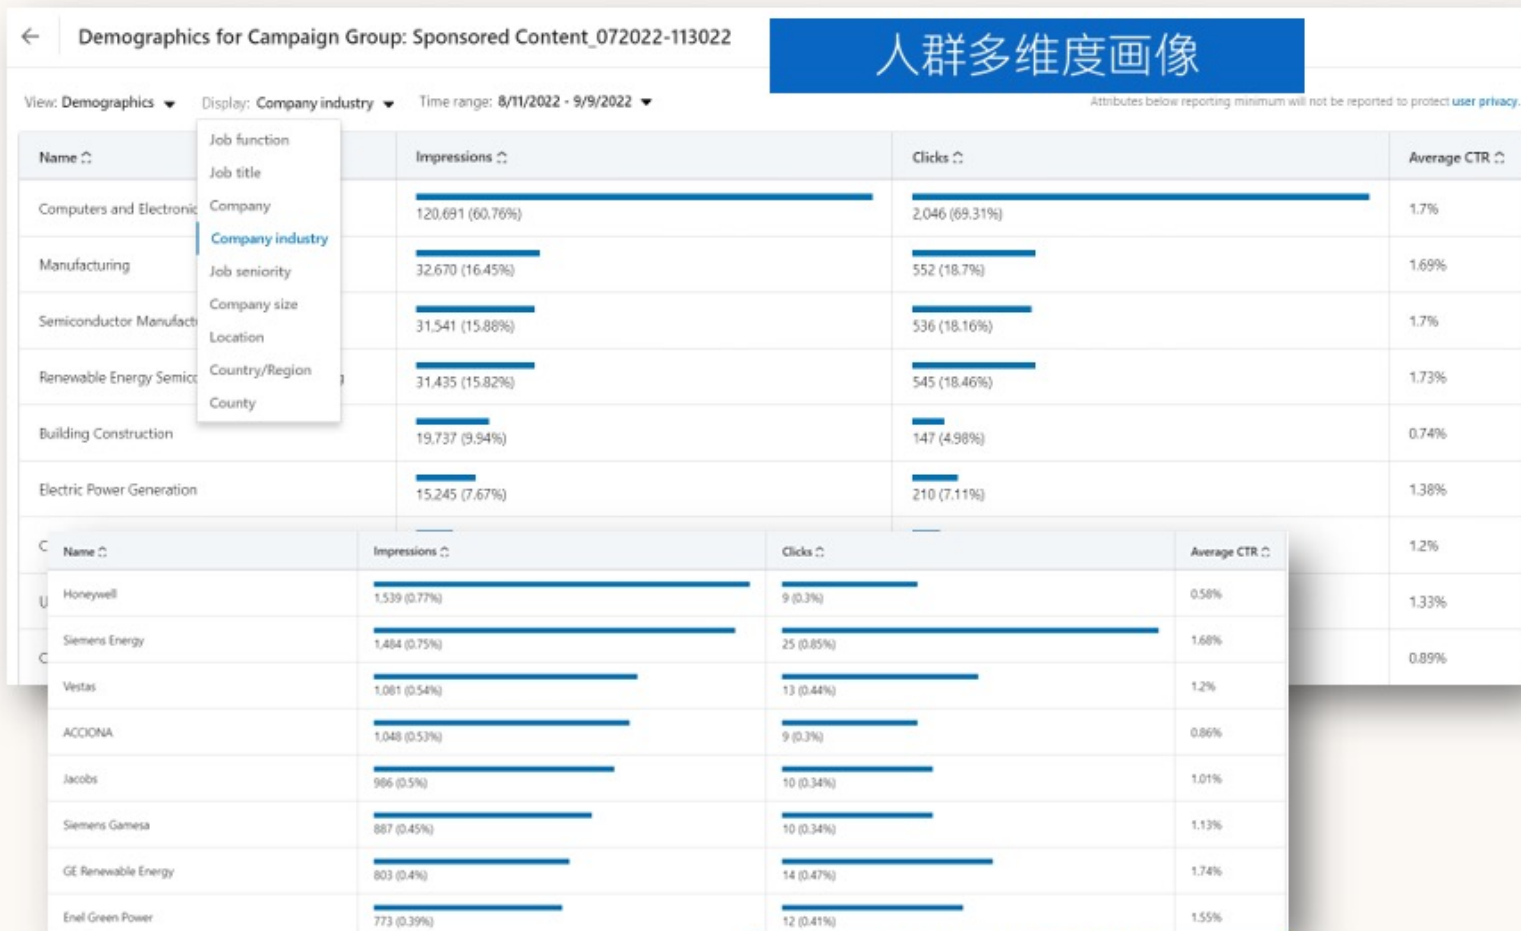 Demographics for Campaign Group: Sponsored Content_072022-113022
人群多维度画像
View: Demographics Display: Company industry Time range: 8/11/2022 - 9/9/2022
Attributes below reporting minimum will not be reported to protect user privacy.
Name Impressions Clicks Average CTR
Job function
Job title
Company
Company industry
Job seniority
Company size
Location
Country/Region
County
Computers and Electronic 120,691 (60.76%) 2,046 (69.31%) 1.7%
Manufacturing 32,670 (16.45%) 552 (18.7%) 1.69%
Semiconductor Manufact 31,541 (15.88%) 536 (18.16%) 1.7%
Renewable Energy Semic 31,435 (15.82%) 545 (18.46%) 1.73%
Building Construction 19,737 (9.94%) 147 (4.98%) 0.74%
Electric Power Generation 15,245 (7.67%) 210 (7.11%) 1.38%
C 1.2%
U 1.33%
C 0.89%
Name Impressions Clicks Average CTR
Honeywell 1,539 (0.77%) 9 (0.3%) 0.58%
Siemens Energy 1,484 (0.75%) 25 (0.85%) 1.68%
Vestas 1,081 (0.54%) 13 (0.44%) 1.2%
ACCIONA 1,048 (0.53%) 9 (0.3%) 0.86%
Jacobs 986 (0.5%) 10 (0.34%) 1.01%
Siemens Gamesa 887 (0.45%) 10 (0.34%) 1.13%
GE Renewable Energy 803 (0.4%) 14 (0.47%) 1.74%
Enel Green Power 773 (0.39%) 12 (0.41%) 1.55%